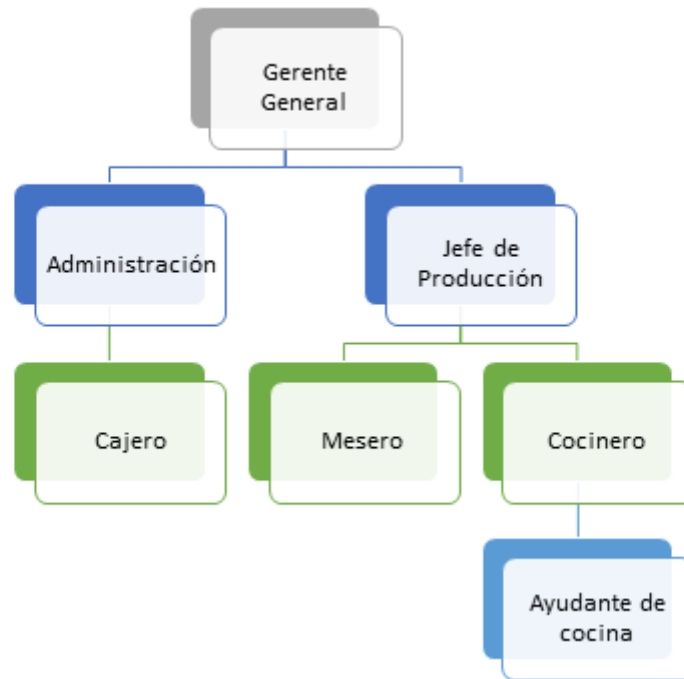 Gerente
General
Administración
Jefe de
Producción
Cajero
Mesero
Cocinero
Ayudante de
cocina